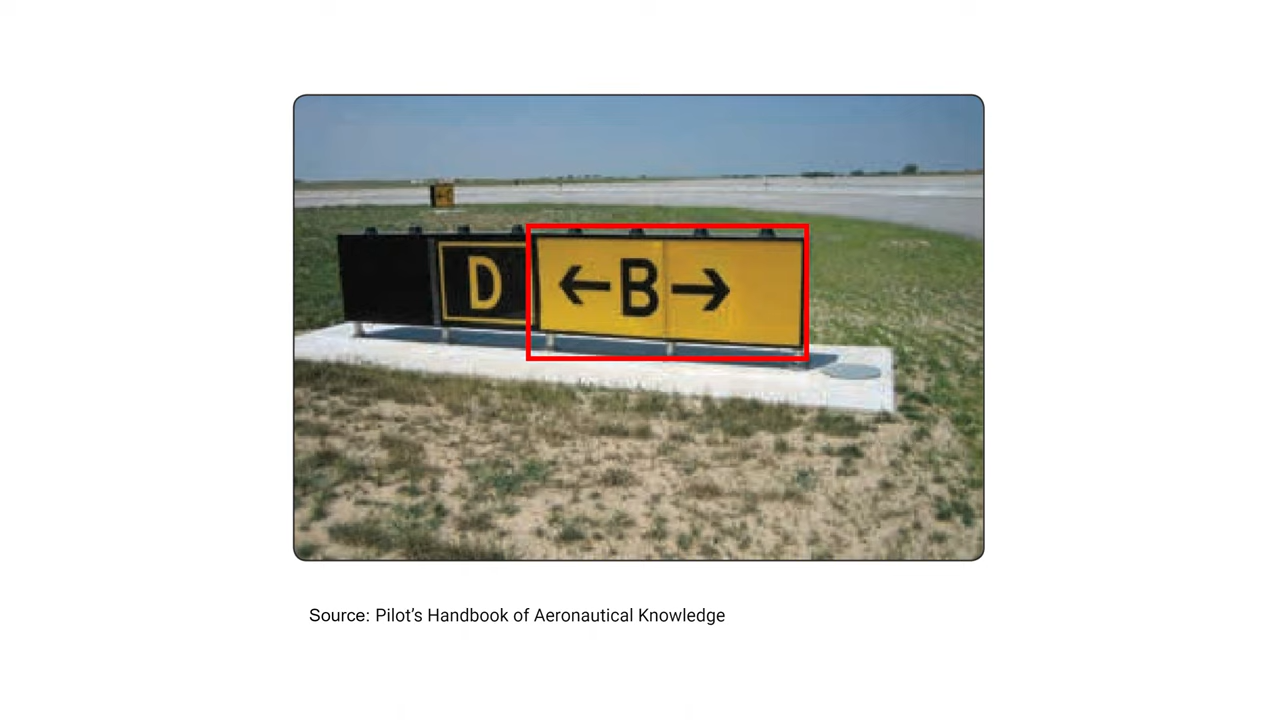 D ←B→
Source: Pilot’s Handbook of Aeronautical Knowledge